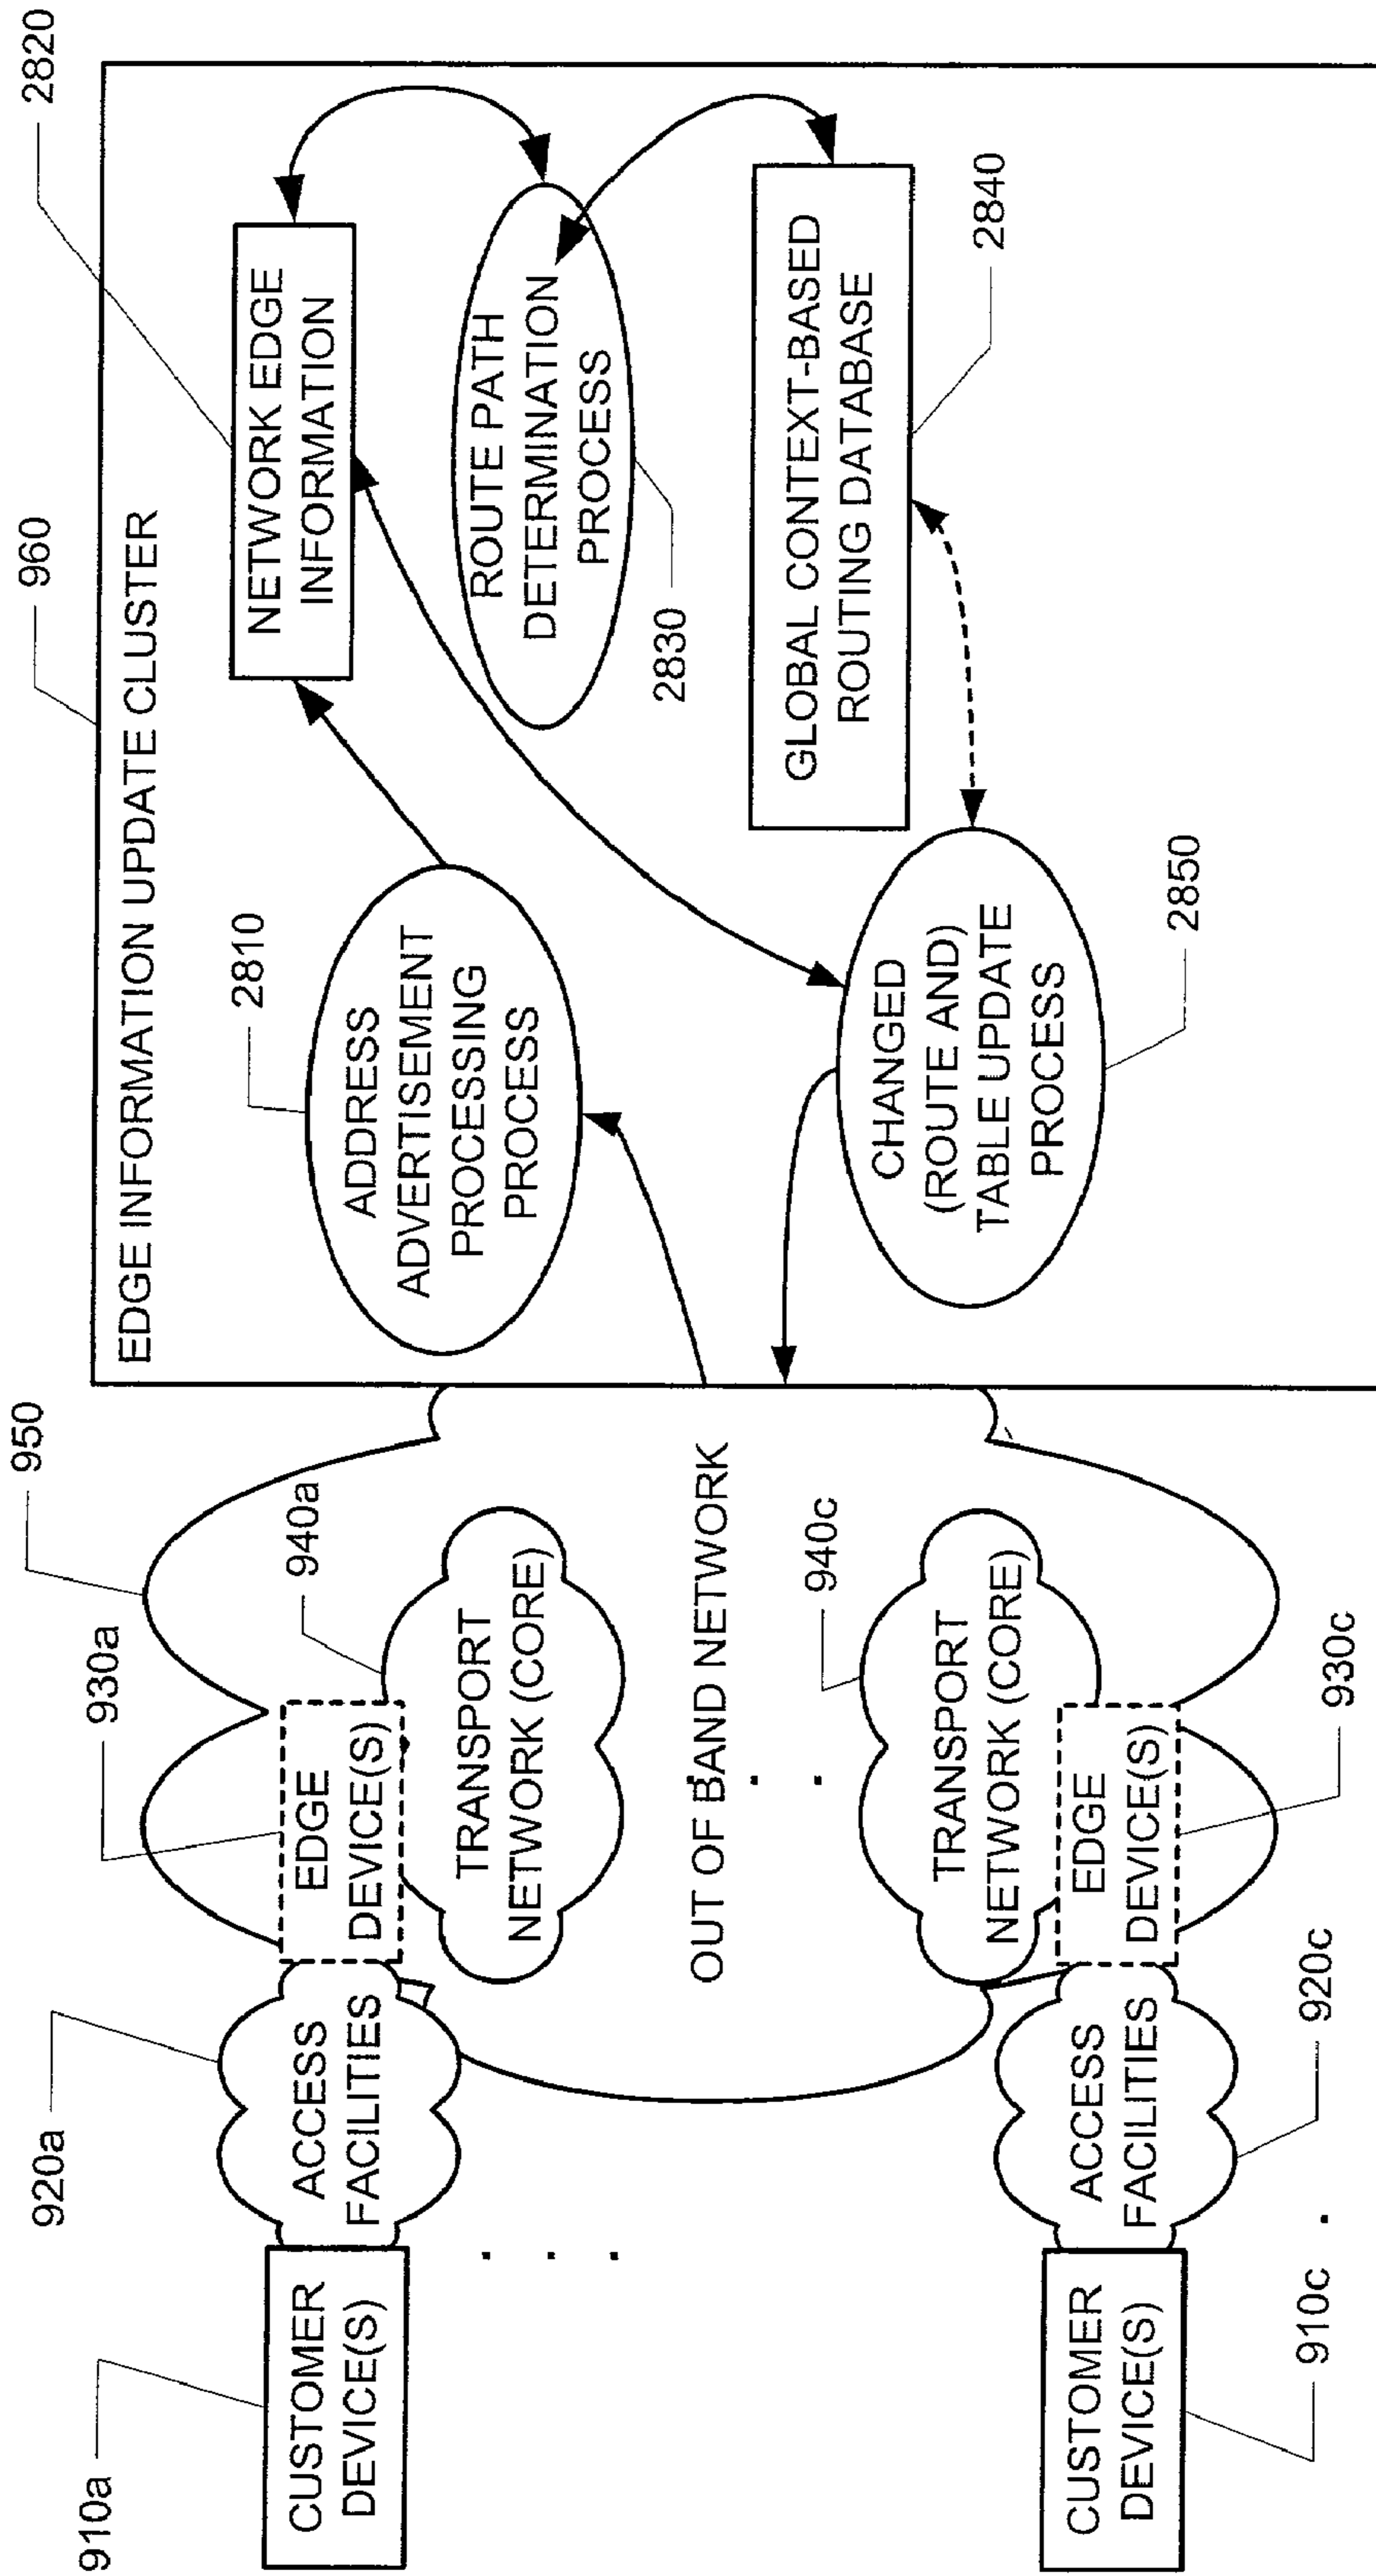 910a
CUSTOMER
DEVICE(S)
920a
ACCESS
FACILITIES
930a
EDGE
DEVICE(S)
950
940a
TRANSPORT
NETWORK (CORE)
OUT OF BAND NETWORK
940c
TRANSPORT
NETWORK (CORE)
EDGE
DEVICE(S)
930c
ACCESS
FACILITIES
920c
CUSTOMER
DEVICE(S)
910c
960
EDGE INFORMATION UPDATE CLUSTER
2810
ADDRESS
ADVERTISEMENT
PROCESSING
PROCESS
2820
NETWORK EDGE
INFORMATION
ROUTE PATH
DETERMINATION
PROCESS
2830
GLOBAL CONTEXT-BASED
ROUTING DATABASE
2840
CHANGED
(ROUTE AND)
TABLE UPDATE
PROCESS
2850